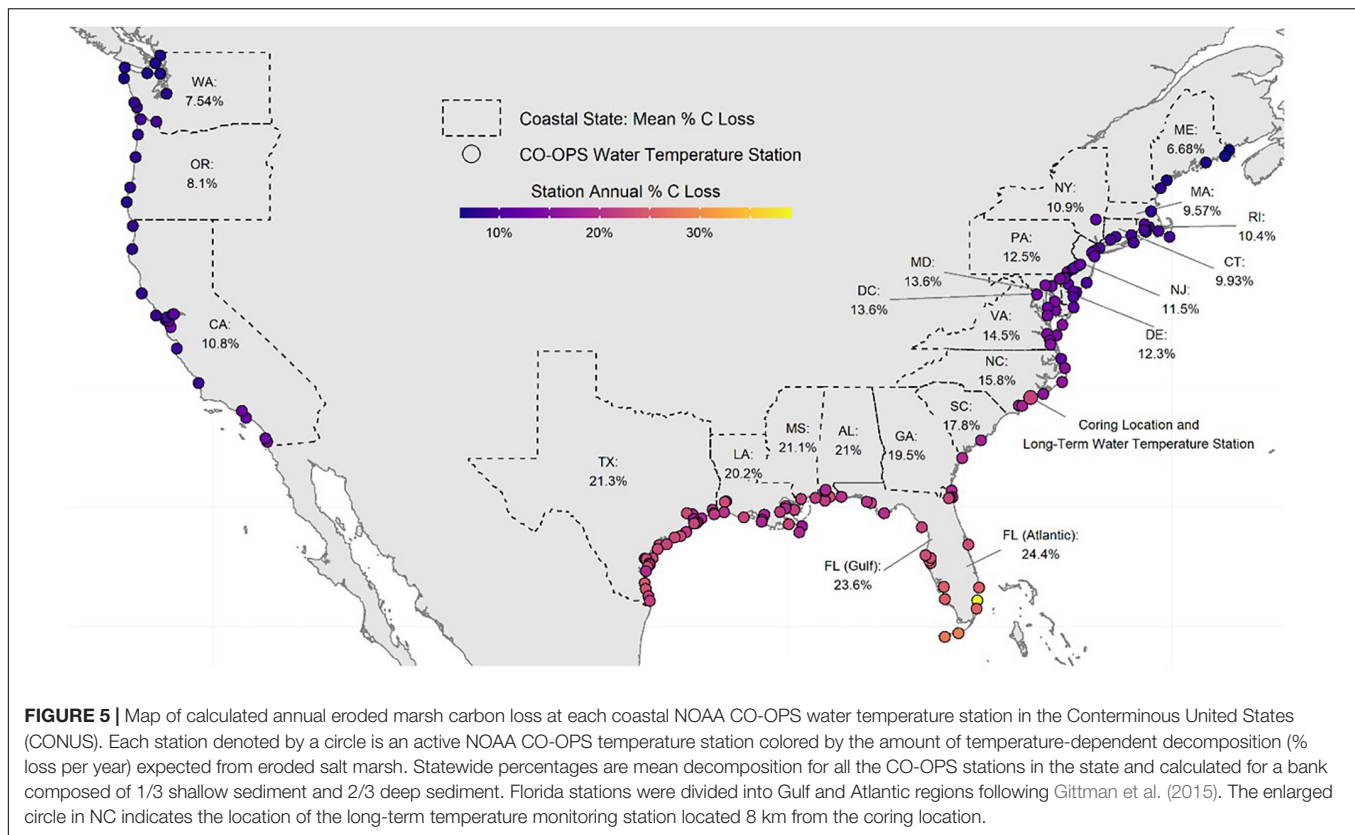 WA:
7.54%
OR:
8.1%
CA:
10.8%
Coastal State: Mean % C Loss
CO-OPS Water Temperature Station
Station Annual % C Loss
10%
20%
30%
ME:
6.68%
NY:
10.9%
MA:
9.57%
RI:
10.4%
PA:
12.5%
CT:
9.93%
MD:
13.6%
NJ:
11.5%
DC:
13.6%
VA:
14.5%
DE:
12.3%
NC:
15.8%
SC:
17.8%
Coring Location and
Long-Term Water Temperature Station
MS:
21.1%
AL:
21%
GA:
19.5%
LA:
20.2%
TX:
21.3%
FL (Atlantic):
24.4%
FL (Gulf):
23.6%
FIGURE 5 | Map of calculated annual eroded marsh carbon loss at each coastal NOAA CO-OPS water temperature station in the Conterminous United States
(CONUS). Each station denoted by a circle is an active NOAA CO-OPS temperature station colored by the amount of temperature-dependent decomposition (%
loss per year) expected from eroded salt marsh. Statewide percentages are mean decomposition for all the CO-OPS stations in the state and calculated for a bank
composed of 1/3 shallow sediment and 2/3 deep sediment. Florida stations were divided into Gulf and Atlantic regions following Gittman et al. (2015). The enlarged
circle in NC indicates the location of the long-term temperature monitoring station located 8 km from the coring location.